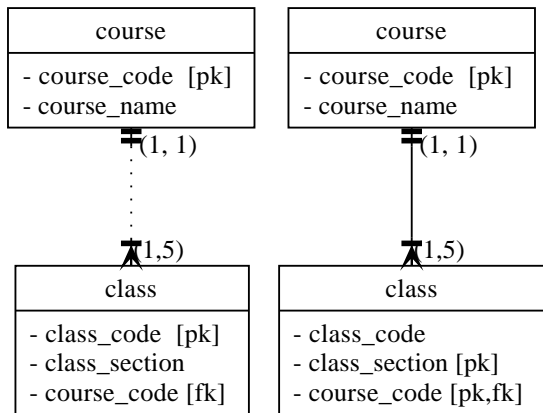 course
- course_code [pk]
- course_name
(1, 1)
(1,5)
class
- class_code [pk]
- class_section
- course_code [fk]
course
- course_code [pk]
- course_name
(1, 1)
(1,5)
class
- class_code
- class_section [pk]
- course_code [pk,fk]